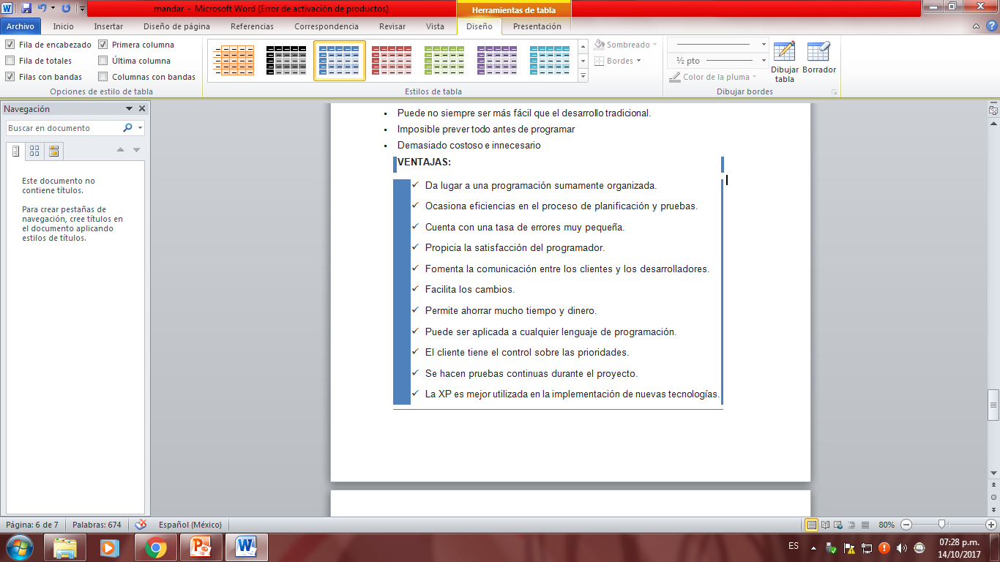 mandar - Microsoft Word (Error de activación de productos)
Herramientas de tabla
Archivo Inicio Insertar Diseño de página Referencias Correspondencia Revisar Vista Diseño Presentación
Fila de encabezado Primera columna
Fila de totales Última columna
Filas con bandas Columnas con bandas
Opciones de estilo de tabla
Estilos de tabla
Sombreado
Bordes
½ pto
Color de la pluma
Dibujar tabla
Borrador
Dibujar bordes
Navegación
Buscar en documento
Este documento no
contiene títulos.
Para crear pestañas de
navegación, cree títulos en
el documento aplicando
estilos de títulos.
Puede no siempre ser más fácil que el desarrollo tradicional.
Imposible prever todo antes de programar
Demasiado costoso e innecesario
VENTAJAS:
Da lugar a una programación sumamente organizada.
Ocasiona eficiencias en el proceso de planificación y pruebas.
Cuenta con una tasa de errores muy pequeña.
Propicia la satisfacción del programador.
Fomenta la comunicación entre los clientes y los desarrolladores.
Facilita los cambios.
Permite ahorrar mucho tiempo y dinero.
Puede ser aplicada a cualquier lenguaje de programación.
El cliente tiene el control sobre las prioridades.
Se hacen pruebas continuas durante el proyecto.
La XP es mejor utilizada en la implementación de nuevas tecnologías.
Página: 6 de 7 Palabras: 674 Español (México) 80%
ES 07:28 p.m.
14/10/2017